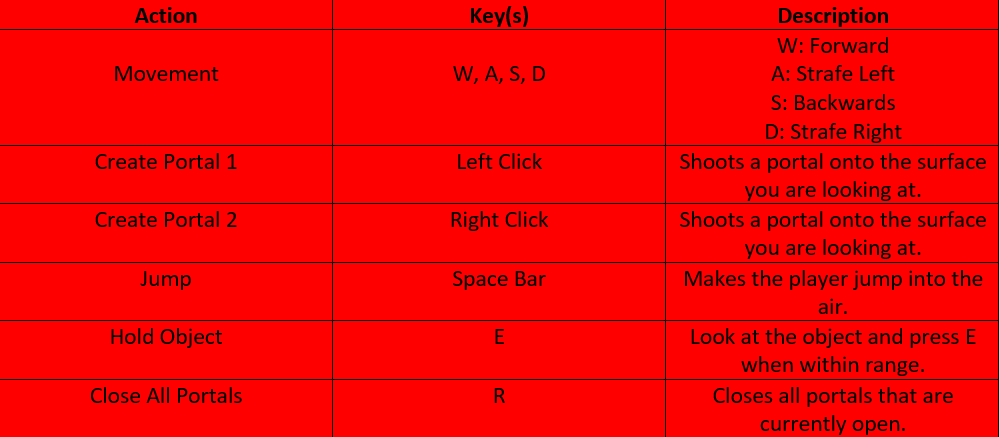 Action Key(s) Description
Movement W, A, S, D W: Forward
A: Strafe Left
S: Backwards
D: Strafe Right
Create Portal 1 Left Click Shoots a portal onto the surface
you are looking at.
Create Portal 2 Right Click Shoots a portal onto the surface
you are looking at.
Jump Space Bar Makes the player jump into the
air.
Hold Object E Look at the object and press E
when within range.
Close All Portals R Closes all portals that are
currently open.